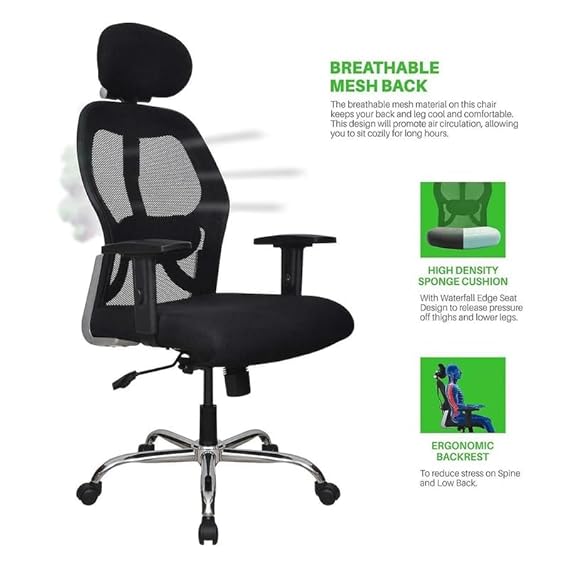 BREATHABLE
MESH BACK
The breathable mesh material on this chair
keeps your back and leg cool and comfortable.
This design will promote air circulation, allowing
you to sit cozily for long hours.
HIGH DENSITY
SPONGE CUSHION
With Waterfall Edge Seat
Design to release pressure
off thighs and lower legs.
ERGONOMIC
BACKREST
To reduce stress on Spine
and Low Back.